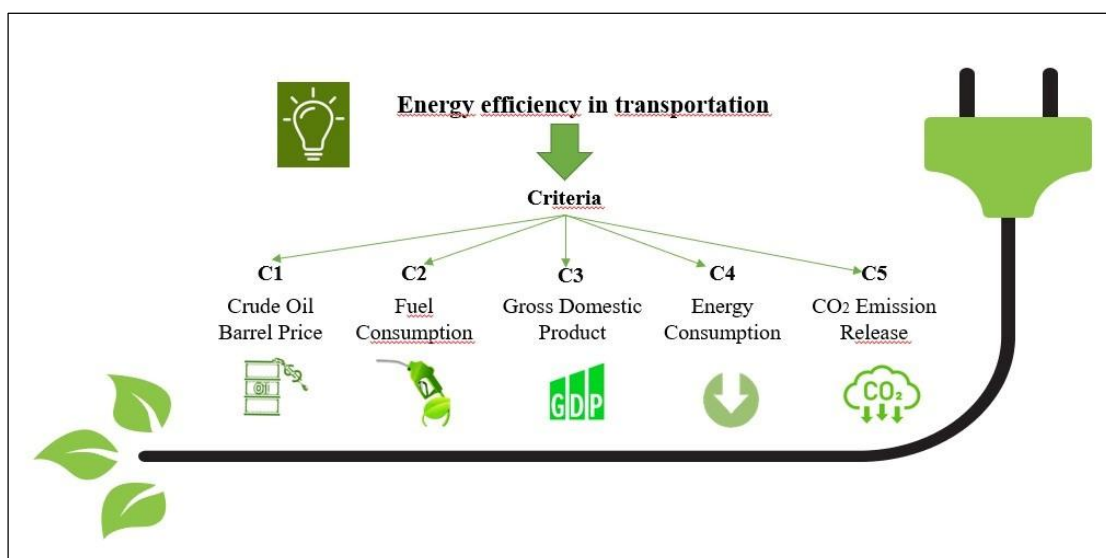 Energy efficiency in transportation
Criteria
C1
Crude Oil
Barrel Price
C2
Fuel
Consumption
C3
Gross Domestic
Product
C4
Energy
Consumption
C5
CO2 Emission
Release
GDP
CO2